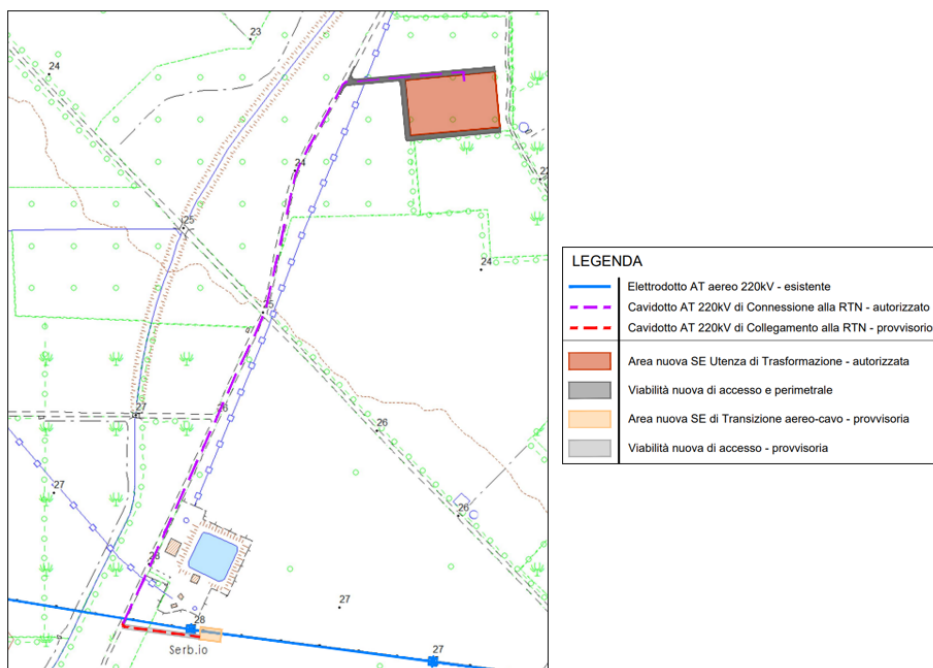 23
24
24
22
25
24
25
26
27
26
27
26
28
27
28
27
Serb.io
LEGENDA
Elettrodotto AT aereo 220kV - esistente
Cavidotto AT 220kV di Connessione alla RTN - autorizzato
Cavidotto AT 220kV di Collegamento alla RTN - provvisorio
Area nuova SE Utenza di Trasformazione - autorizzata
Viabilità nuova di accesso e perimetrale
Area nuova SE di Transizione aereo-cavo - provvisoria
Viabilità nuova di accesso - provvisoria